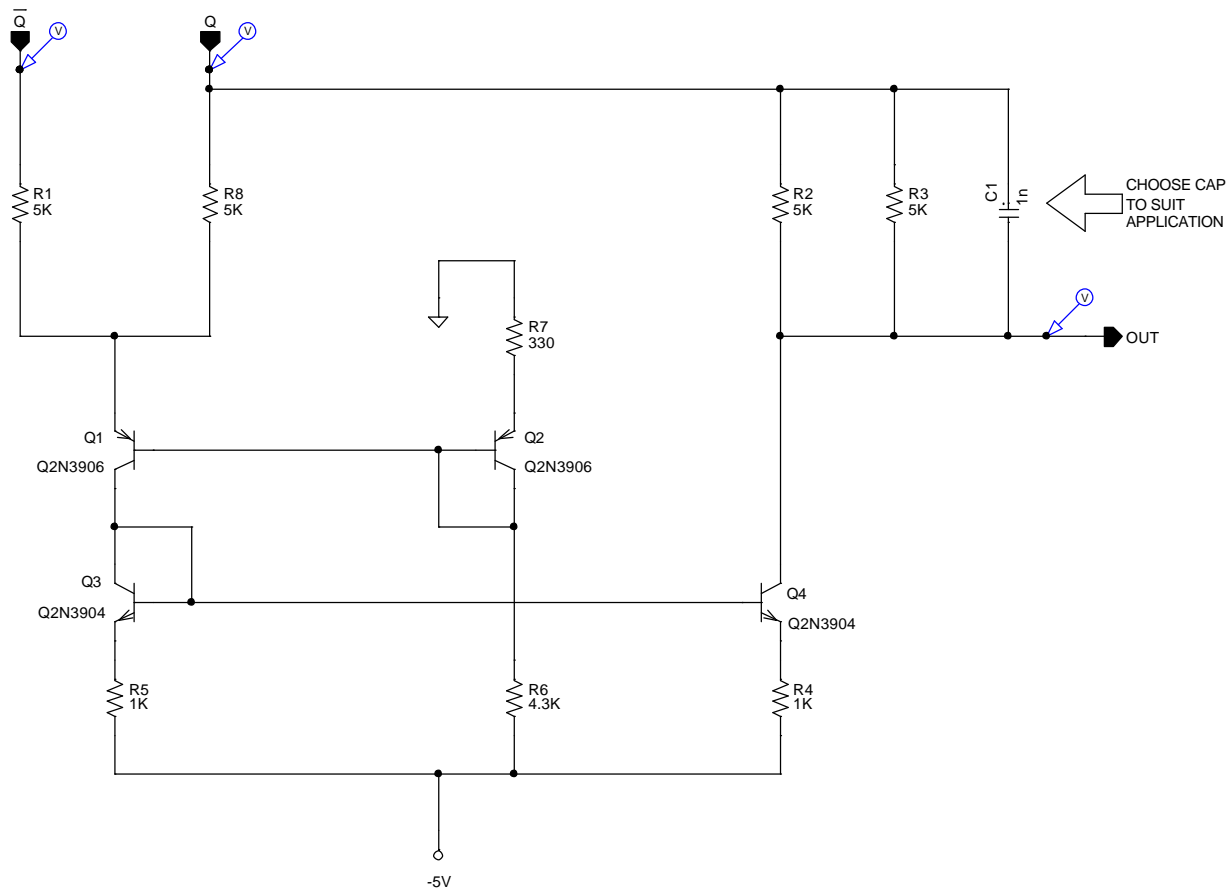 Q̅
Q
V
V
R1
5K
R8
5K
R2
5K
R3
5K
C1
1n
CHOOSE CAP
TO SUIT
APPLICATION
V
OUT
R7
330
Q1
Q2N3906
Q2
Q2N3906
Q3
Q2N3904
Q4
Q2N3904
R5
1K
R6
4.3K
R4
1K
-5V